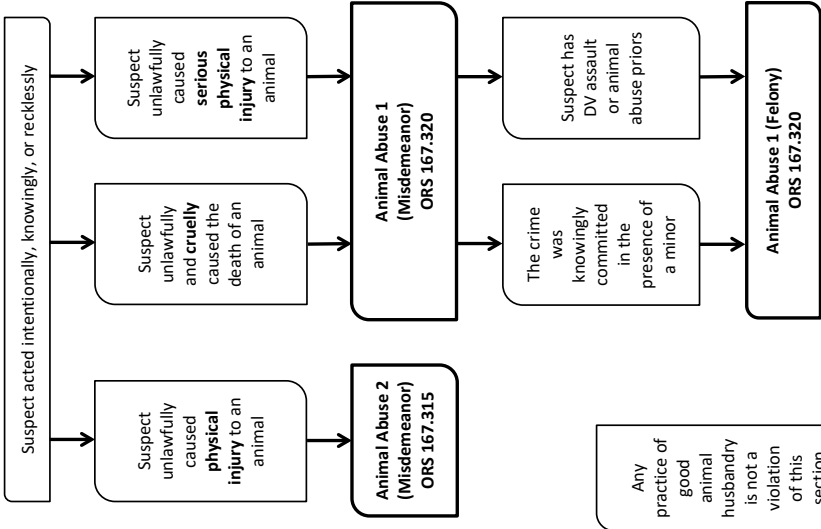 Suspect acted intentionally, knowingly, or recklessly
Suspect
unlawfully
caused
physical
injury to an
animal
Suspect
unlawfully
and cruelly
caused the
death of an
animal
Suspect
unlawfully
caused
serious
physical
injury to an
animal
Animal Abuse 2
(Misdemeanor)
ORS 167.315
Animal Abuse 1
(Misdemeanor)
ORS 167.320
The crime
was
knowingly
committed
in the
presence of
a minor
Suspect has
DV assault
or animal
abuse priors
Any
practice of
good
animal
husbandry
is not a
violation
of this
section
Animal Abuse 1 (Felony)
ORS 167.320